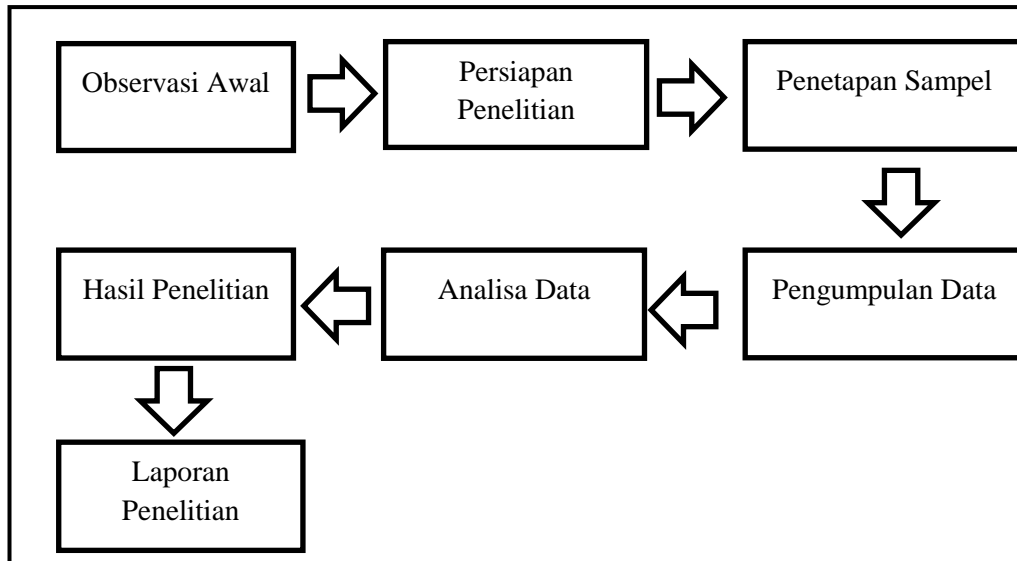 Observasi Awal
Persiapan
Penelitian
Penetapan Sampel
Pengumpulan Data
Analisa Data
Hasil Penelitian
Laporan
Penelitian